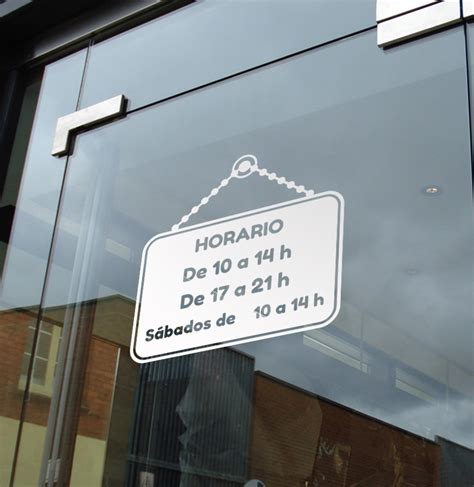 HORARIO
De 10 a 14 h
De 17 a 21 h
Sábados de 10 a 14 h